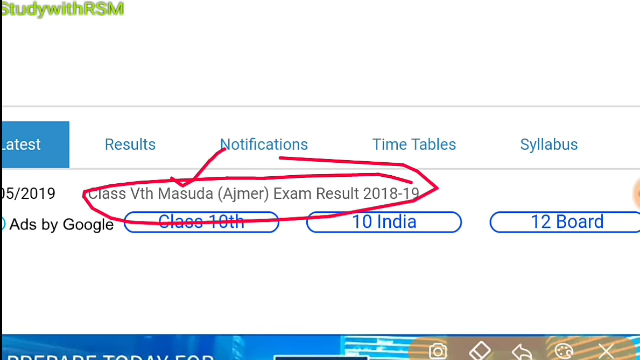 StudywithRSM
Latest Results Notifications Time Tables Syllabus
05/2019 Class Vth Masuda (Ajmer) Exam Result 2018-19
Ads by Google Class 10th 10 India 12 Board
PREPARE TODAY FOR